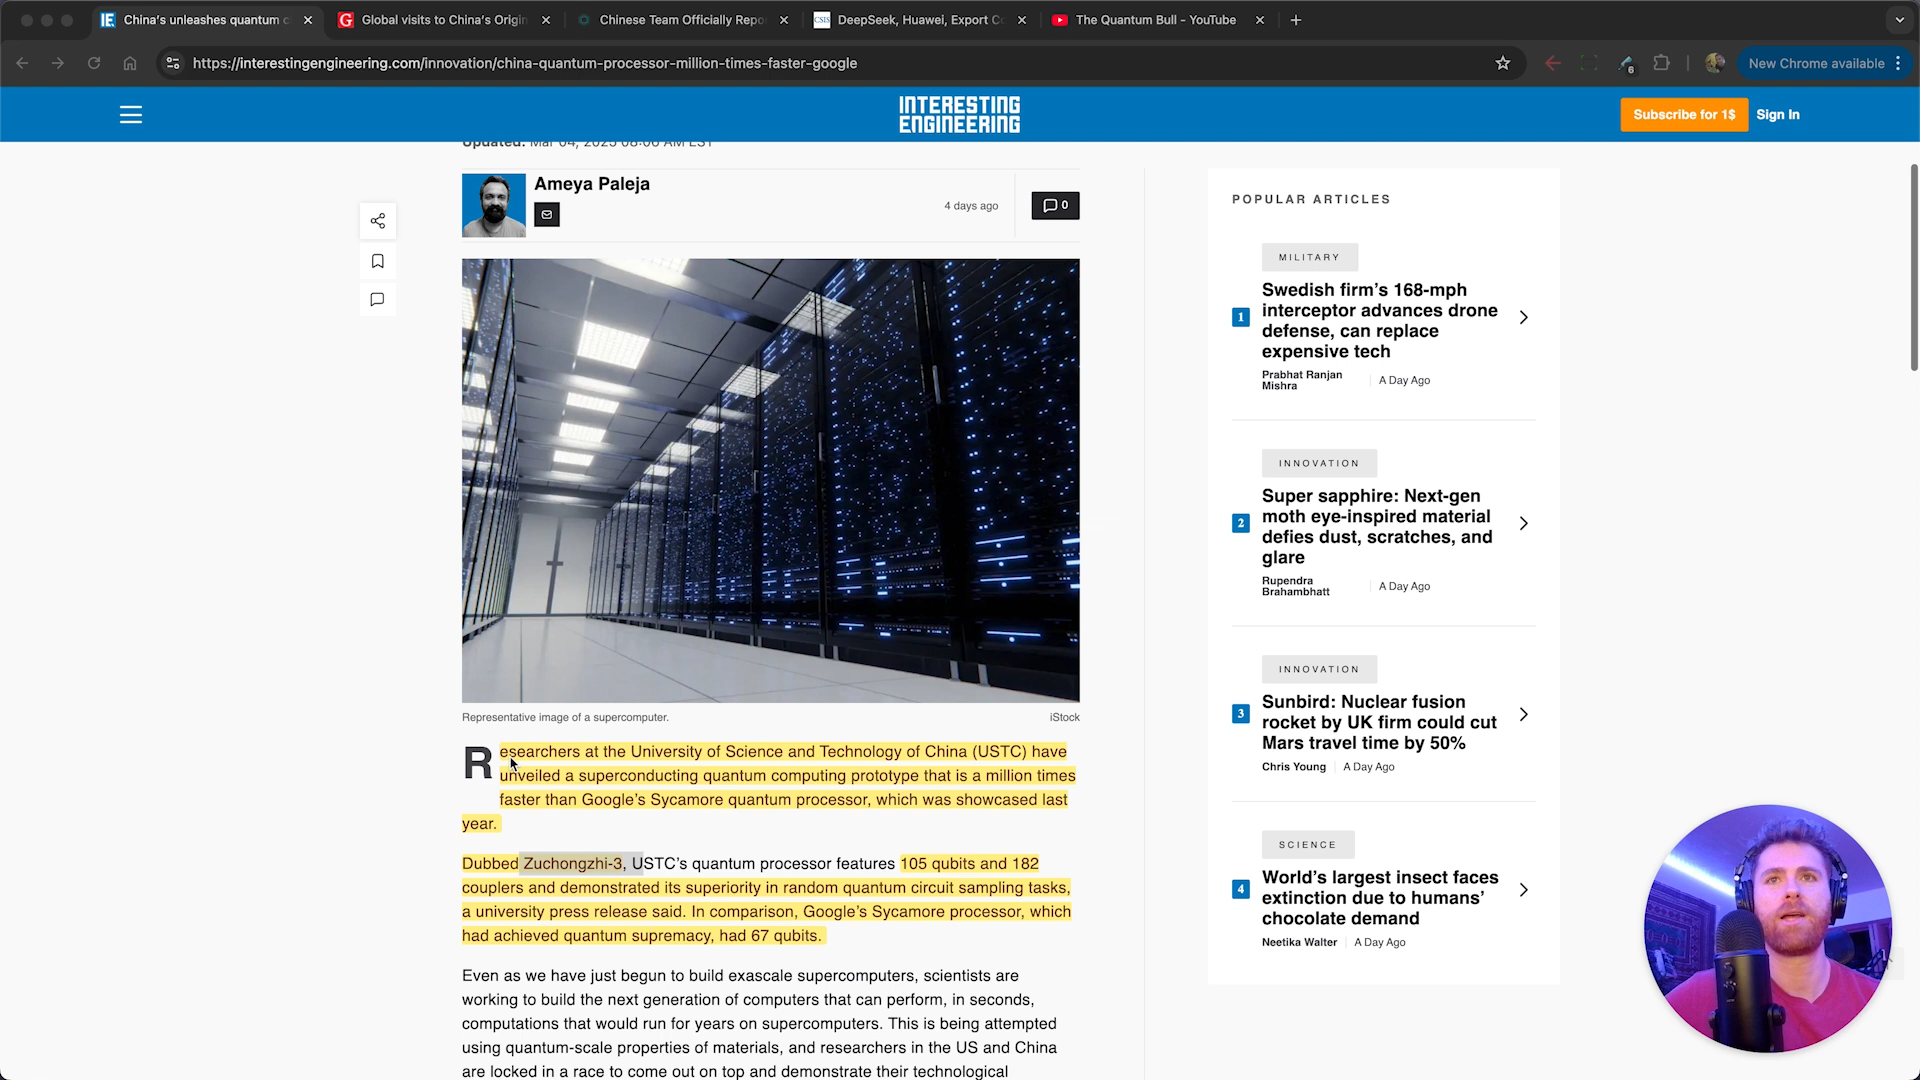 China's unleashes quantum c
Global visits to China's Origin
Chinese Team Officially Repo
CSIS
DeepSeek, Huawei, Export Co
The Quantum Bull - YouTube
https://interestingengineering.com/innovation/china-quantum-processor-million-times-faster-google
6
New Chrome available
INTERESTING
ENGINEERING
Subscribe for 1$
Sign In
Updated: Mar 04, 2025 08:06 AM EST
Ameya Paleja
4 days ago
0
Representative image of a supercomputer.
iStock
Researchers at the University of Science and Technology of China (USTC) have
unveiled a superconducting quantum computing prototype that is a million times
faster than Google's Sycamore quantum processor, which was showcased last
year.
Dubbed Zuchongzhi-3, USTC's quantum processor features 105 qubits and 182
couplers and demonstrated its superiority in random quantum circuit sampling tasks,
a university press release said. In comparison, Google's Sycamore processor, which
had achieved quantum supremacy, had 67 qubits.
Even as we have just begun to build exascale supercomputers, scientists are
working to build the next generation of computers that can perform, in seconds,
computations that would run for years on supercomputers. This is being attempted
using quantum-scale properties of materials, and researchers in the US and China
are locked in a race to come out on top and demonstrate their technological
POPULAR ARTICLES
MILITARY
1
Swedish firm's 168-mph
interceptor advances drone
defense, can replace
expensive tech
Prabhat Ranjan
Mishra
A Day Ago
INNOVATION
2
Super sapphire: Next-gen
moth eye-inspired material
defies dust, scratches, and
glare
Rupendra
Brahambhatt
A Day Ago
INNOVATION
3
Sunbird: Nuclear fusion
rocket by UK firm could cut
Mars travel time by 50%
Chris Young
A Day Ago
SCIENCE
4
World's largest insect faces
extinction due to humans'
chocolate demand
Neetika Walter
A Day Ago